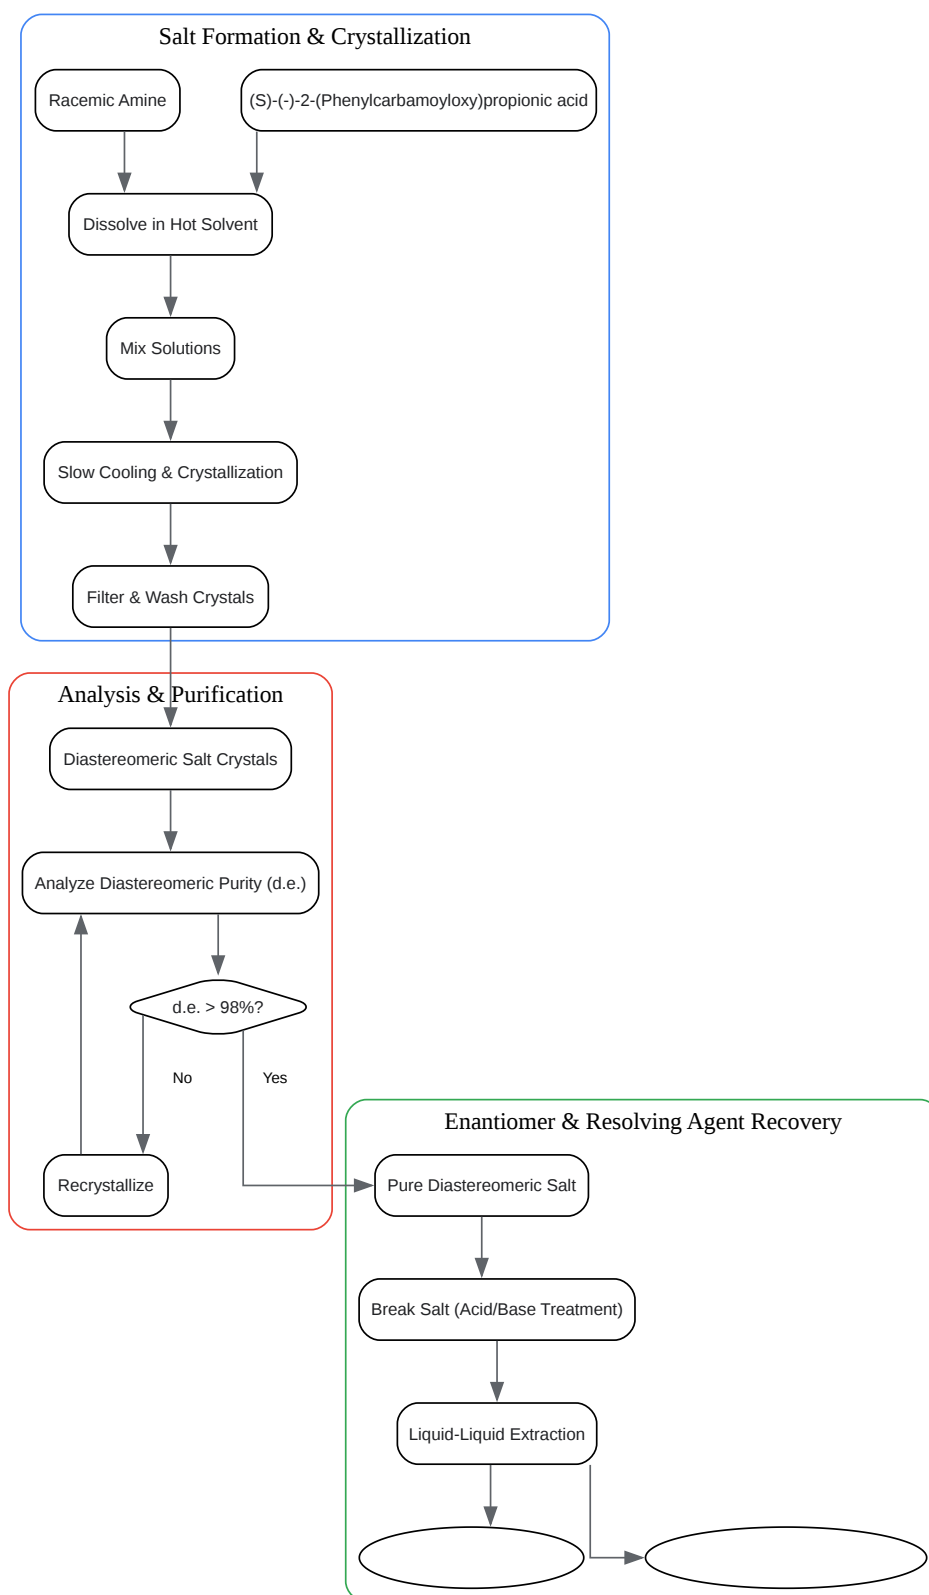 Salt Formation & Crystallization
Racemic Amine
(S)-(-)-2-(Phenylcarbamoyloxy)propionic acid
Dissolve in Hot Solvent
Mix Solutions
Slow Cooling & Crystallization
Filter & Wash Crystals
Analysis & Purification
Diastereomeric Salt Crystals
Analyze Diastereomeric Purity (d.e.)
d.e. > 98%?
No
Yes
Enantiomer & Resolving Agent Recovery
Recrystallize
Pure Diastereomeric Salt
Break Salt (Acid/Base Treatment)
Liquid-Liquid Extraction